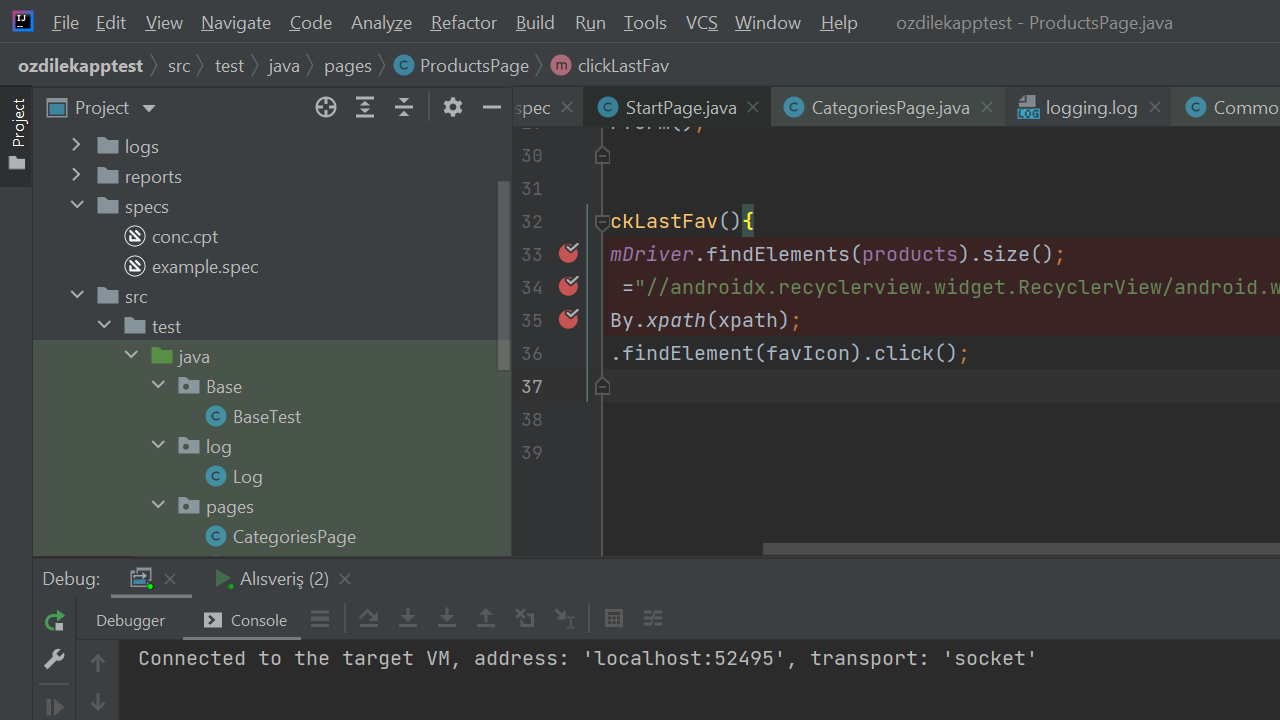 File Edit View Navigate Code Analyze Refactor Build Run Tools VCS Window Help ozdilekapptest - ProductsPage.java
ozdilekapptest src test java pages C ProductsPage m clickLastFav
Project
Project
spec
C StartPage.java
C CategoriesPage.java
LOG logging.log
C Commo
logs
reports
specs
conc.cpt
example.spec
src
test
java
Base
C BaseTest
log
C Log
pages
C CategoriesPage
30
31
32 ckLastFav(){
33 mDriver.findElements(products).size();
34 ="//androidx.recyclerview.widget.RecyclerView/android.w
35 By.xpath(xpath);
36 .findElement(favIcon).click();
37
38
39
Debug: Alısveriş (2)
Debugger Console
Connected to the target VM, address: 'localhost:52495', transport: 'socket'